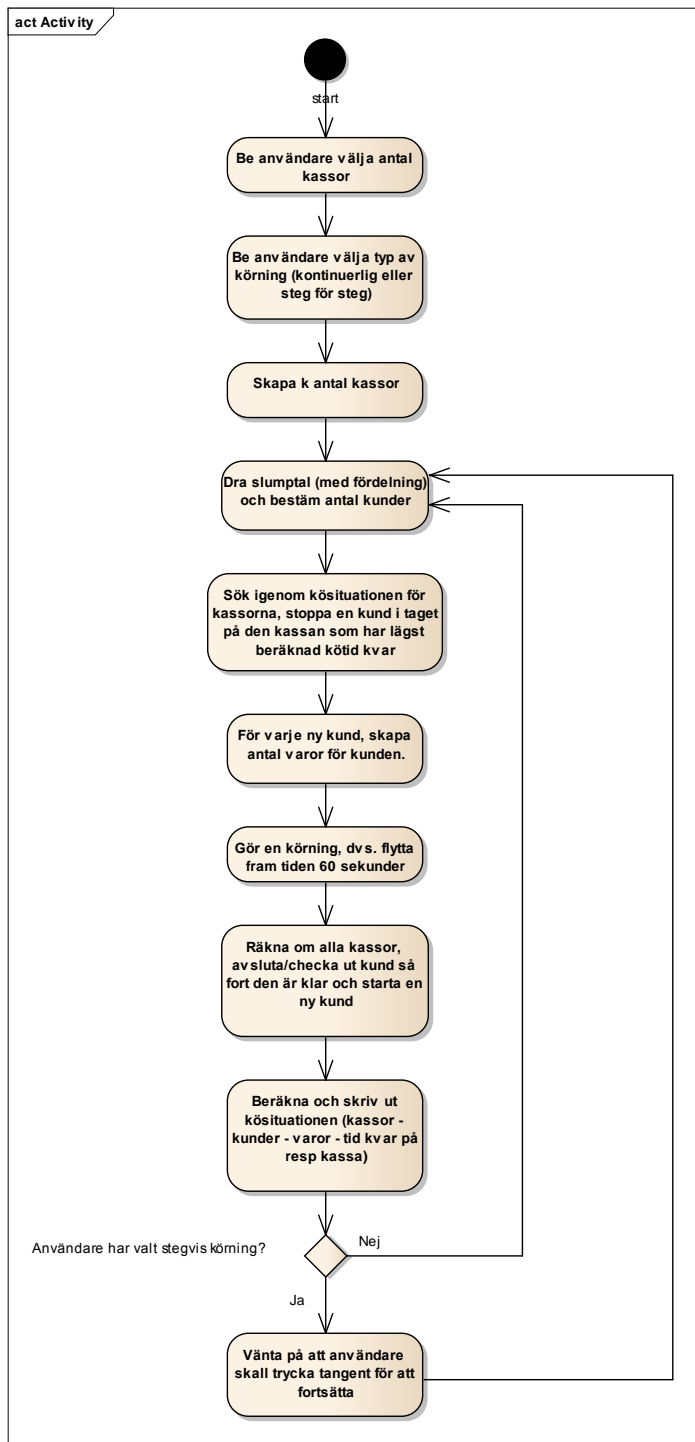 act Activity
start
Be användare välja antal
kassor
Be användare välja typ av
körning (kontinuerlig eller
steg för steg)
Skapa k antal kassor
Dra slumptal (med fördelning)
och bestäm antal kunder
Sök igenom kösituationen för
kassorna, stoppa en kund i taget
på den kassan som har lägst
beräknad kötid kvar
För varje ny kund, skapa
antal varor för kunden.
Gör en körning, dvs. flytta
fram tiden 60 sekunder
Räkna om alla kassor,
avsluta/checka ut kund så
fort den är klar och starta en
ny kund
Beräkna och skriv ut
kösituationen (kassor -
kunder - varor - tid kvar på
resp kassa)
Användare har valt stegvis körning?
Nej
Ja
Vänta på att användare
skall trycka tangent för att
fortsätta